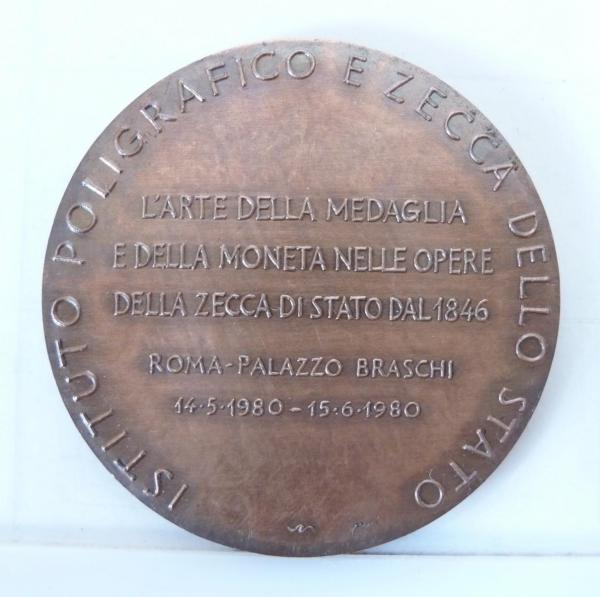 ISTITUTO POLIGRAFICO E ZECCA DELLO STATO
L'ARTE DELLA MEDAGLIA
E DELLA MONETA NELLE OPERE
DELLA ZECCA DI STATO DAL 1846
ROMA-PALAZZO BRASCHI
14·5·1980-15·6·1980